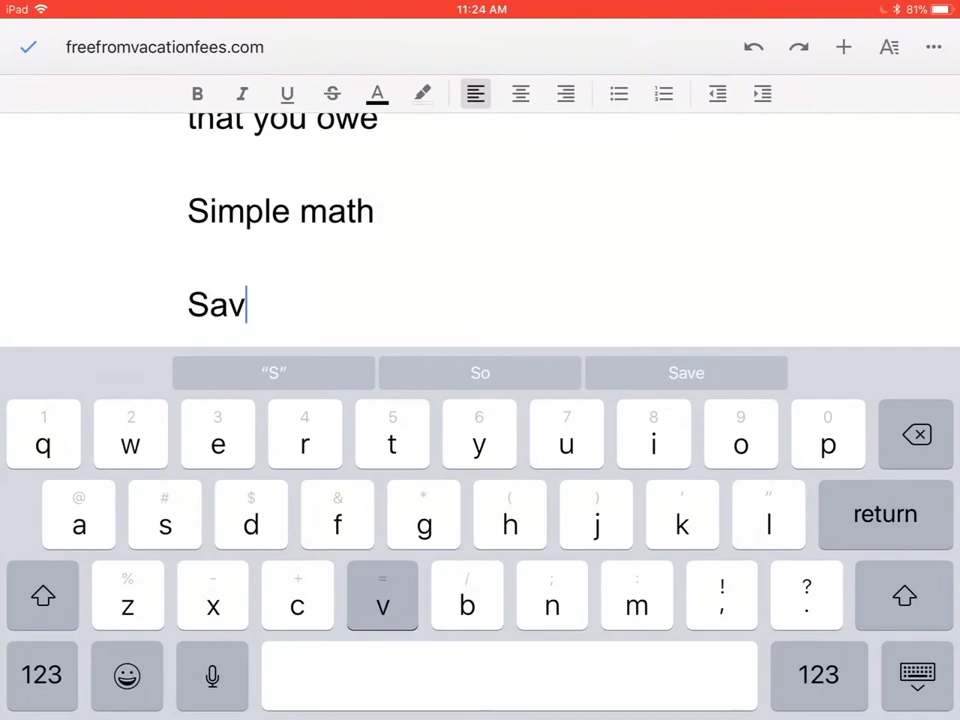 iPad 11:24 AM 81%
freefromvacationfees.com
B I U S A
that you owe
Simple math
Sav
“S” So Save
1 2 3 4 5 6 7 8 9 0
q w e r t y u i o p
@ # $ & * ( ) ' "
a s d f g h j k l return
% - + = / ; : ! ?
z x c v b n m , .
123 123